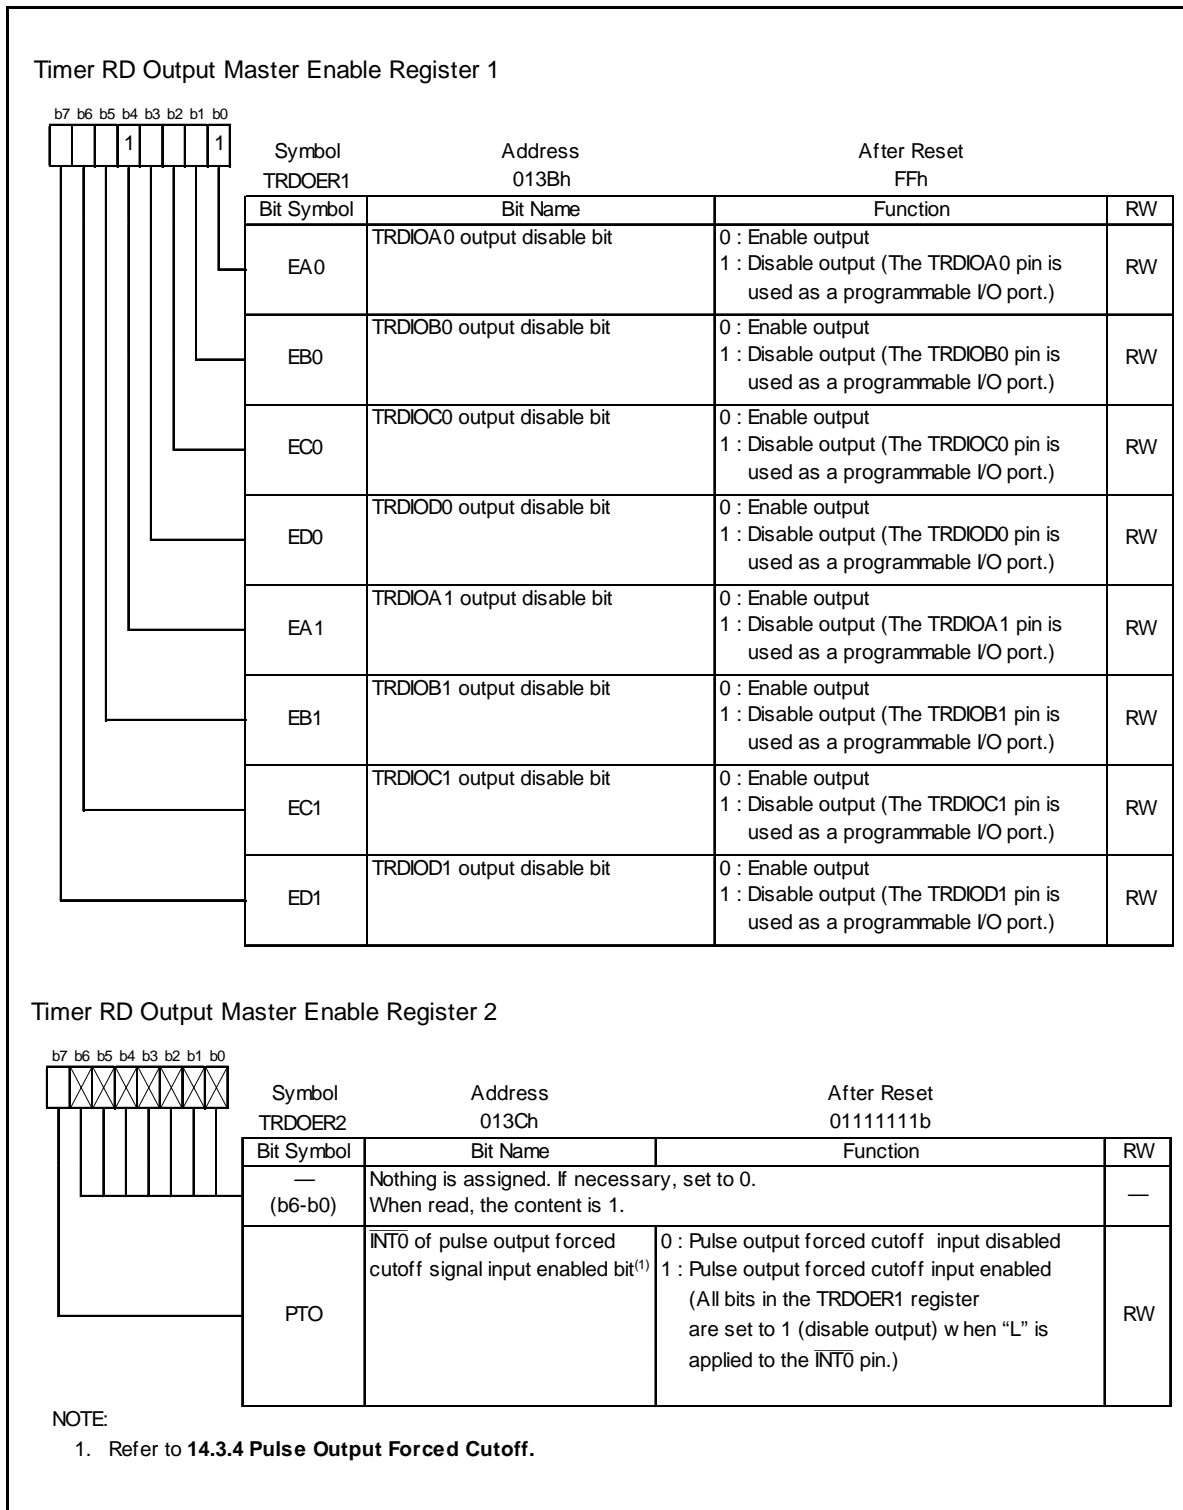 Timer RD Output Master Enable Register 1
b7 b6 b5 b4 b3 b2 b1 b0
1 1
Symbol Address After Reset
TRDOER1 013Bh FFh
Bit Symbol Bit Name Function RW
EA0 TRDIOA0 output disable bit 0 : Enable output
1 : Disable output (The TRDIOA0 pin is
used as a programmable I/O port.) RW
EB0 TRDIOB0 output disable bit 0 : Enable output
1 : Disable output (The TRDIOB0 pin is
used as a programmable I/O port.) RW
EC0 TRDIOC0 output disable bit 0 : Enable output
1 : Disable output (The TRDIOC0 pin is
used as a programmable I/O port.) RW
ED0 TRDIOD0 output disable bit 0 : Enable output
1 : Disable output (The TRDIOD0 pin is
used as a programmable I/O port.) RW
EA1 TRDIOA1 output disable bit 0 : Enable output
1 : Disable output (The TRDIOA1 pin is
used as a programmable I/O port.) RW
EB1 TRDIOB1 output disable bit 0 : Enable output
1 : Disable output (The TRDIOB1 pin is
used as a programmable I/O port.) RW
EC1 TRDIOC1 output disable bit 0 : Enable output
1 : Disable output (The TRDIOC1 pin is
used as a programmable I/O port.) RW
ED1 TRDIOD1 output disable bit 0 : Enable output
1 : Disable output (The TRDIOD1 pin is
used as a programmable I/O port.) RW
Timer RD Output Master Enable Register 2
b7 b6 b5 b4 b3 b2 b1 b0
Symbol Address After Reset
TRDOER2 013Ch 01111111b
Bit Symbol Bit Name Function RW
— Nothing is assigned. If necessary, set to 0. —
(b6-b0) When read, the content is 1.
PTO INT0 of pulse output forced 0 : Pulse output forced cutoff input disabled
cutoff signal input enabled bit(1) 1 : Pulse output forced cutoff input enabled
(All bits in the TRDOER1 register
are set to 1 (disable output) when “L” is
applied to the INT0 pin.) RW
NOTE:
1. Refer to 14.3.4 Pulse Output Forced Cutoff.